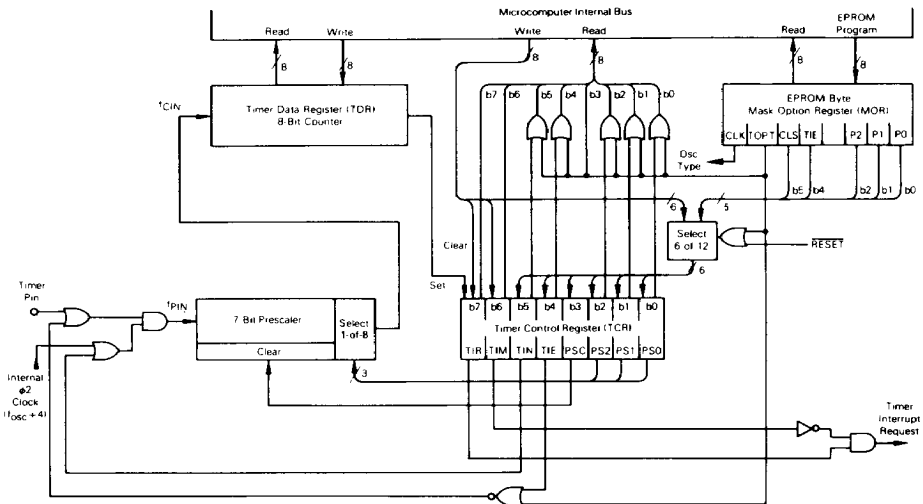 Microcomputer Internal Bus
Read
Write
Write
Read
Read
EPROM
Program
8
8
8
8
8
8
fCIN
Timer Data Register (TDR)
8-Bit Counter
b7
b6
b5
b4
b3
b2
b1
b0
EPROM Byte
Mask Option Register (MOR)
CLK
TOPT
CLS
TIE
P2
P1
P0
Osc
Type
b5
b4
b2
b1
b0
6
5
Select
6 of 12
RESET
Clear
6
Set
Timer
Pin
fPIN
7-Bit Prescaler
Select
1-of-8
Clear
b7
b6
b5
b4
b3
b2
b1
b0
Timer Control Register (TCR)
TIR
TIM
TIN
TIE
PSC
PS2
PS1
PS0
3
Internal
φ2
Clock
(fosc÷4)
Timer
Interrupt
Request